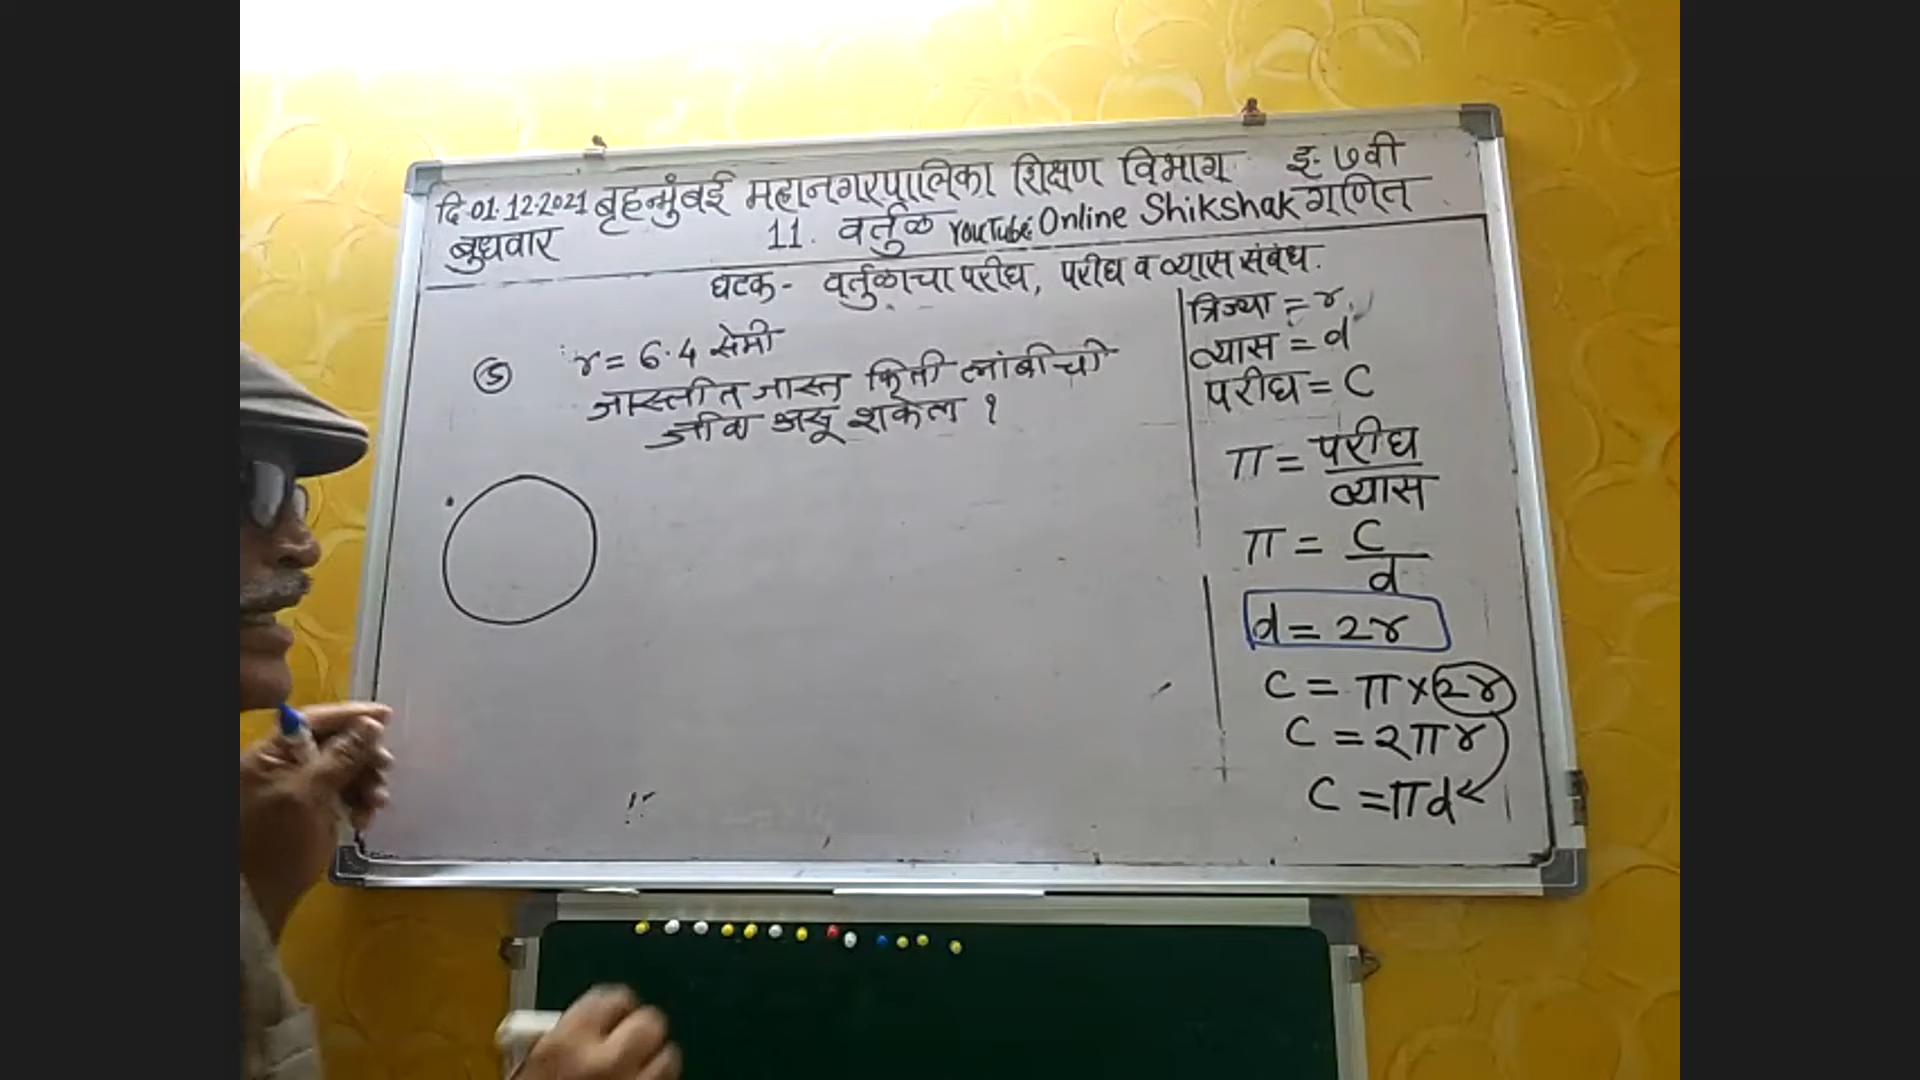 दि.01.12.2021 बृहन्मुंबई महानगरपालिका शिक्षण विभाग इ. ७वी
बुधवार 11. वर्तुळ YouTube: Online Shikshak गणित
घटक - वर्तुळाचा परीघ, परीघ व व्यास संबंध.
5 r = 6.4 सेमी
जास्तीत जास्त किती लांबीची
जीवा असू शकेल ?
त्रिज्या = r
व्यास = d
परीघ = C
π = परीघ
व्यास
π = C
d
d = 2r
C = π × 2r
C = 2πr
C = πd